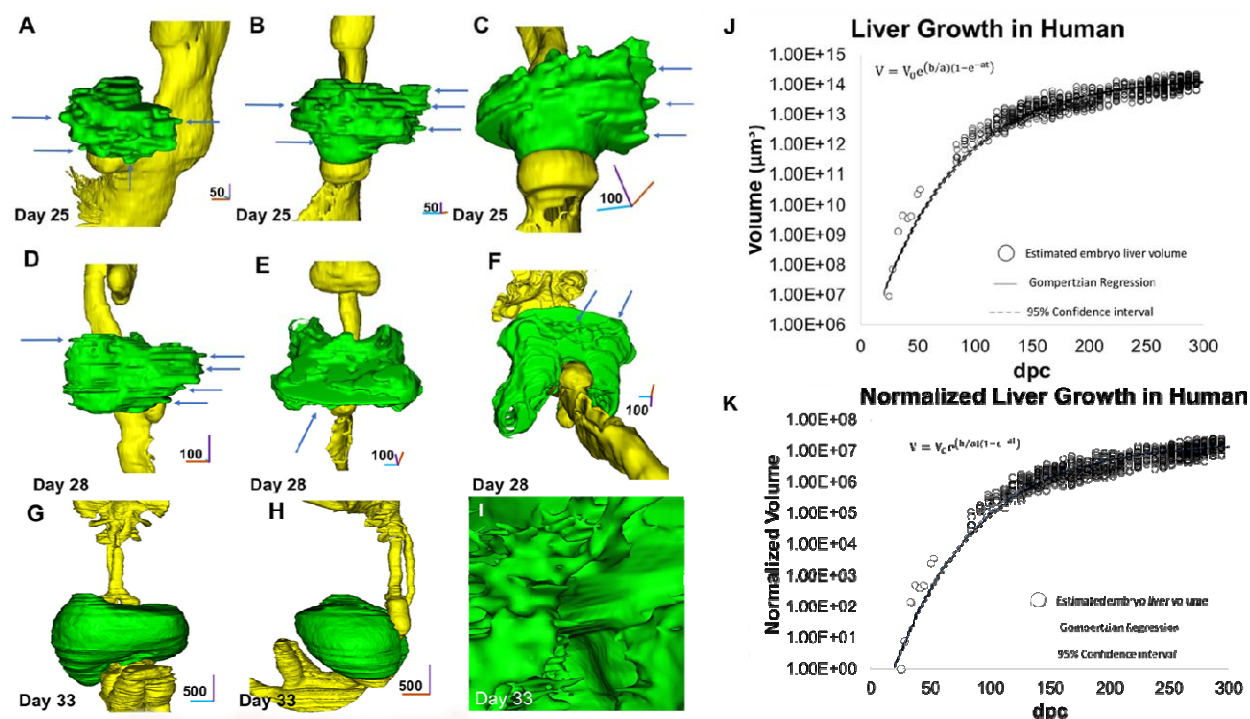 A
50
Day 25
B
50
Day 25
C
100
Day 25
D
100
Day 28
E
100
Day 28
F
100
Day 28
G
500
Day 33
H
500
Day 33
I
Day 33
J
Liver Growth in Human
V = V₀e^(b/a)(1−e^−at)
Volume (μm³)
1.00E+15
1.00E+14
1.00E+13
1.00E+12
1.00E+11
1.00E+10
1.00E+09
1.00E+08
1.00E+07
1.00E+06
Estimated embryo liver volume
Gompertzian Regression
95% Confidence interval
0 50 100 150 200 250 300
dpc
K
Normalized Liver Growth in Human
Normalized Volume
1.00E+08
1.00E+07
1.00E+06
1.00E+05
1.00E+04
1.00E+03
1.00E+02
1.00E+01
1.00E+00
Estimated embryo liver volume
Gompertzian Regression
95% Confidence interval
0 50 100 150 200 250 300
dpc